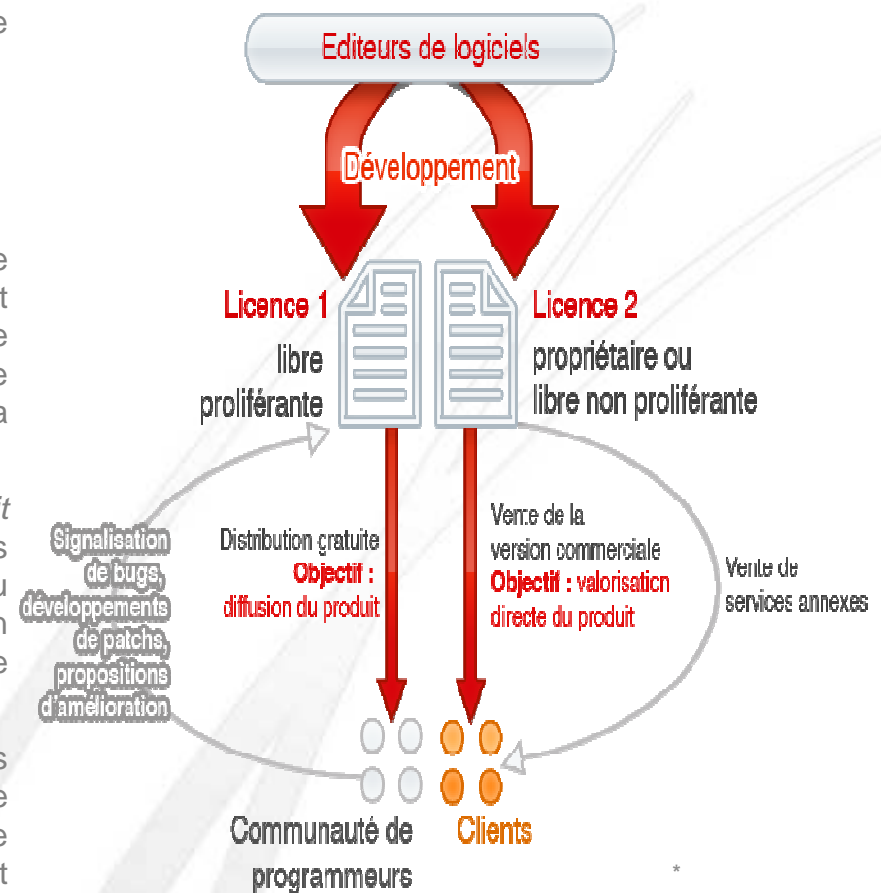 Editeurs de logiciels
Développement
Licence 1
libre
proliférante
Licence 2
propriétaire ou
libre non proliférante
Signalisation
de bugs,
développements
de patchs,
propositions
d'amélioration
Distribution gratuite
Objectif :
diffusion du produit
Vente de la
version commerciale
Objectif : valorisation
directe du produit
Vente de
services annexes
Communauté de
programmeurs
Clients
*